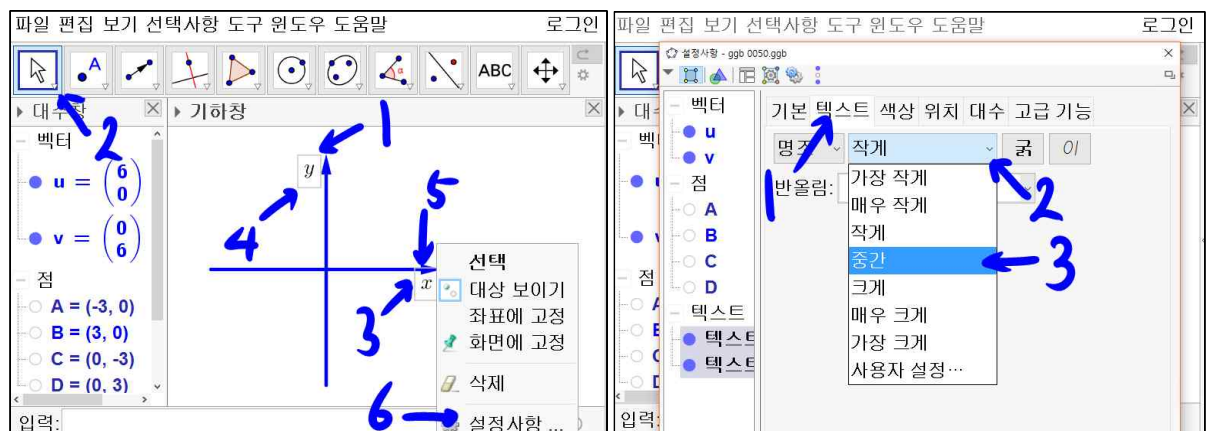 파일 편집 보기 선택사항 도구 윈도우 도움말 로그인
A
α
ABC
2
▸ 대수창
▸ 기하창
1
벡터
u = (6 0)
v = (0 6)
점
A = (-3, 0)
B = (3, 0)
C = (0, -3)
D = (0, 3)
y
4
5
x
3
선택
대상 보이기
좌표에 고정
화면에 고정
삭제
6
설정사항 ...
입력:
파일 편집 보기 선택사항 도구 윈도우 도움말 로그인
설정사항 - ggb 0050.ggb
벡터
u
v
점
A
B
C
D
텍스트
기본 텍스트 색상 위치 대수 고급 기능
1
명조 작게 굵 이
반올림:
2
가장 작게
매우 작게
작게
중간
3
크게
매우 크게
가장 크게
사용자 설정…